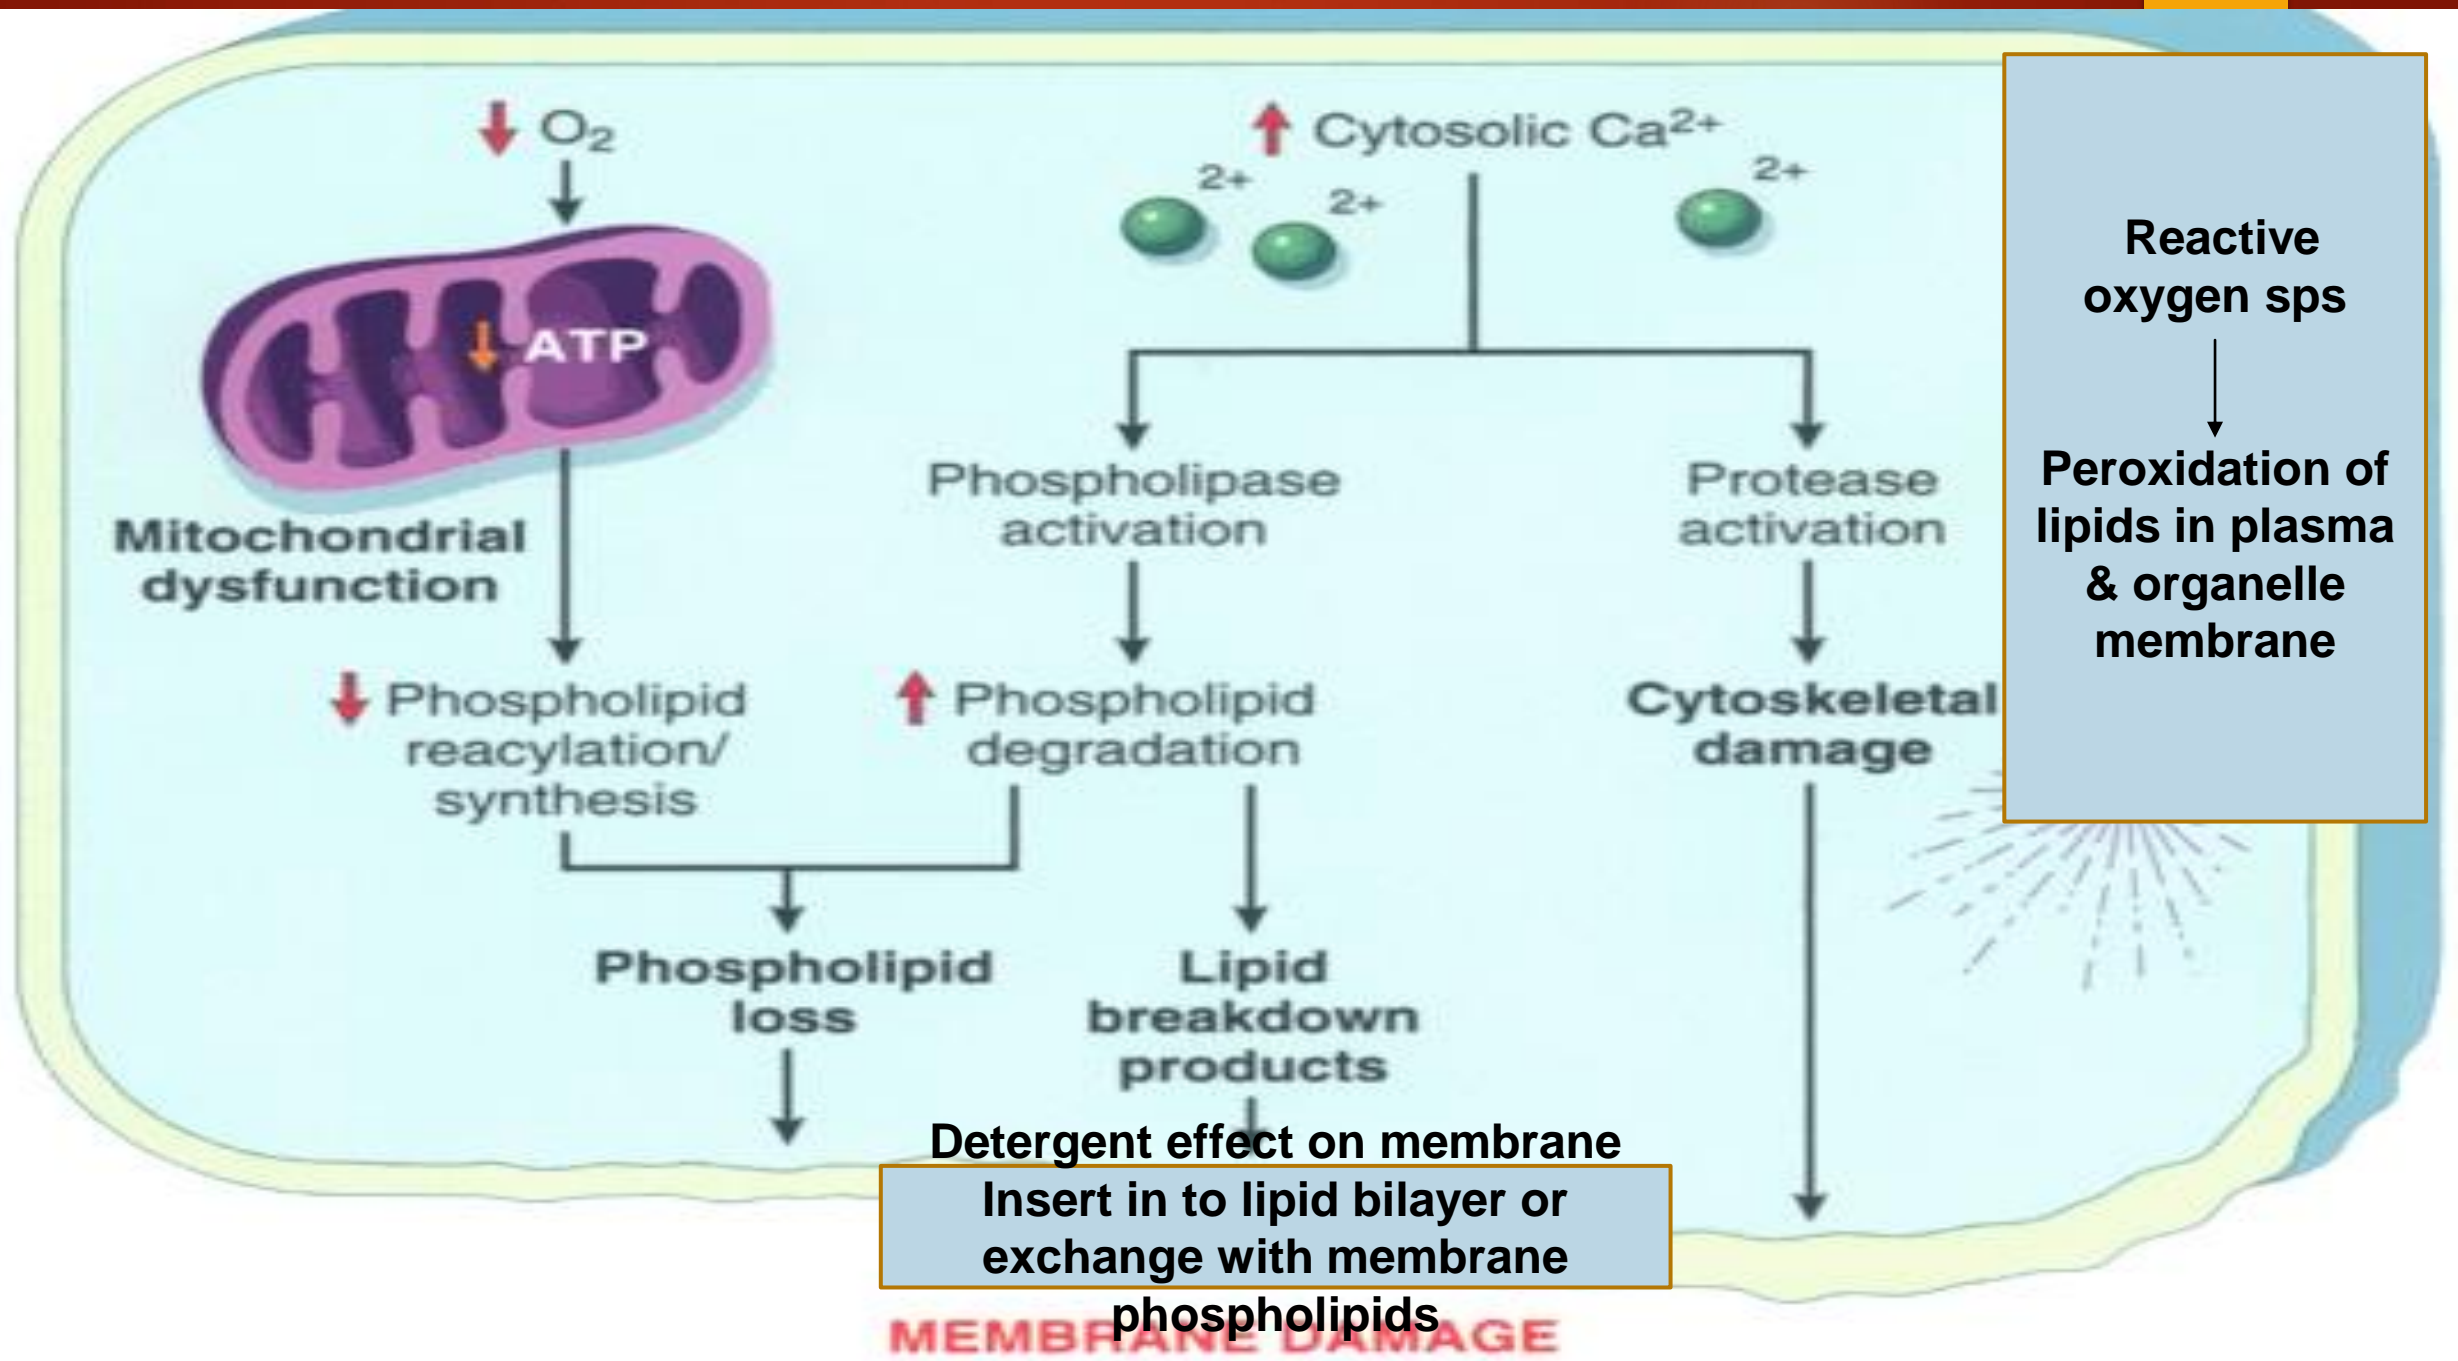 ↓ O₂
↓ ATP
Mitochondrial
dysfunction
↓ Phospholipid
reacylation/
synthesis
↑ Cytosolic Ca²⁺
2+
2+
2+
Phospholipase
activation
↑ Phospholipid
degradation
Protease
activation
Cytoskeletal
damage
Phospholipid
loss
Lipid
breakdown
products
Reactive
oxygen sps
Peroxidation of
lipids in plasma
& organelle
membrane
Detergent effect on membrane
Insert in to lipid bilayer or
exchange with membrane
phospholipids
MEMBRANE DAMAGE